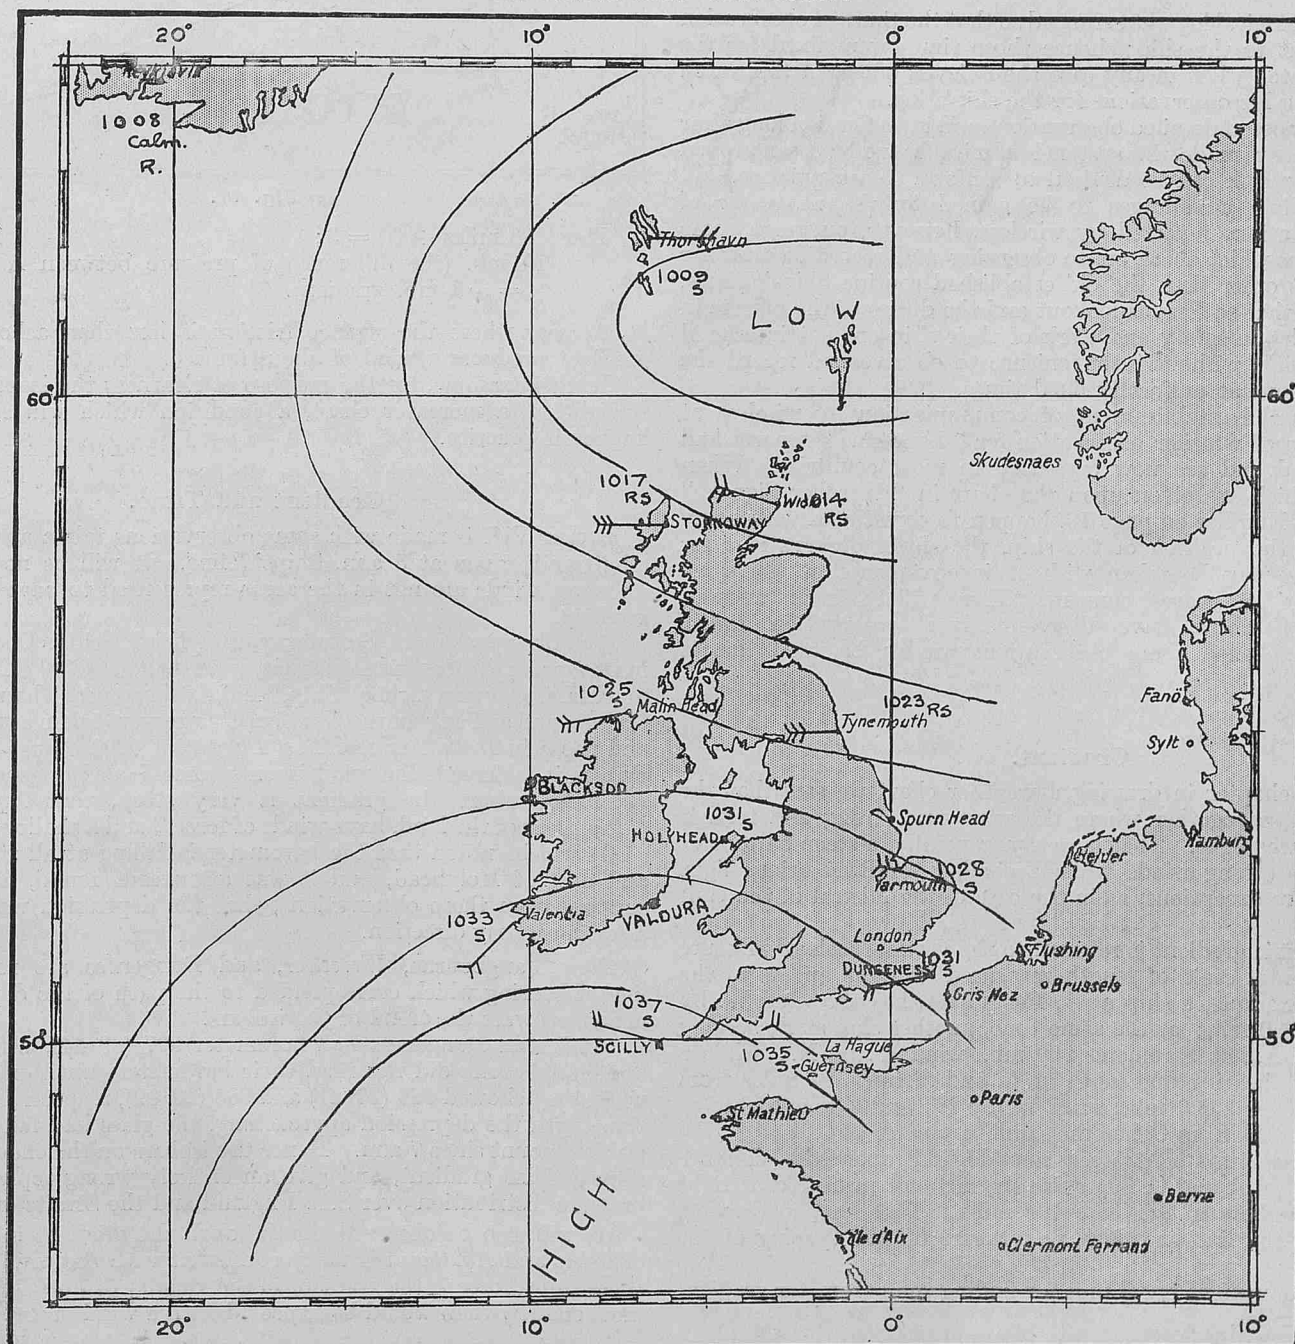 20°
10°
0°
10°
Reykjavik
1008
Calm.
R.
Thorshavn
1009
S
LOW
60°
60°
Skudesnaes
1017
RS
Wick
1014
RS
STORNOWAY
1025
S
Malin Head
1023 RS
Tynemouth
Fanö
Sylt
BLACKSOD
1031
S
HOLYHEAD
Spurn Head
Hamburg
Helder
1028
S
Yarmouth
1033
S
Valentia
VALDURA
London
1031
S
DUNGENESS
Flushing
Gris Nez
Brussels
1037
S
50°
50°
SCILLY
La Hague
1035
S
Guernsey
St Mathieu
Paris
HIGH
Berne
Ile d'Aix
Clermont Ferrand
20°
10°
0°
10°